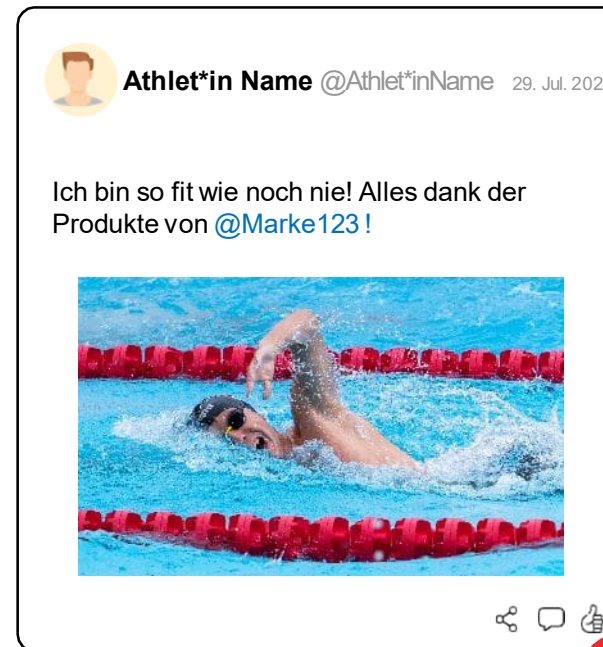 Athlet*in Name @Athlet*inName 29. Jul. 202
Ich bin so fit wie noch nie! Alles dank der
Produkte von @Marke123 !